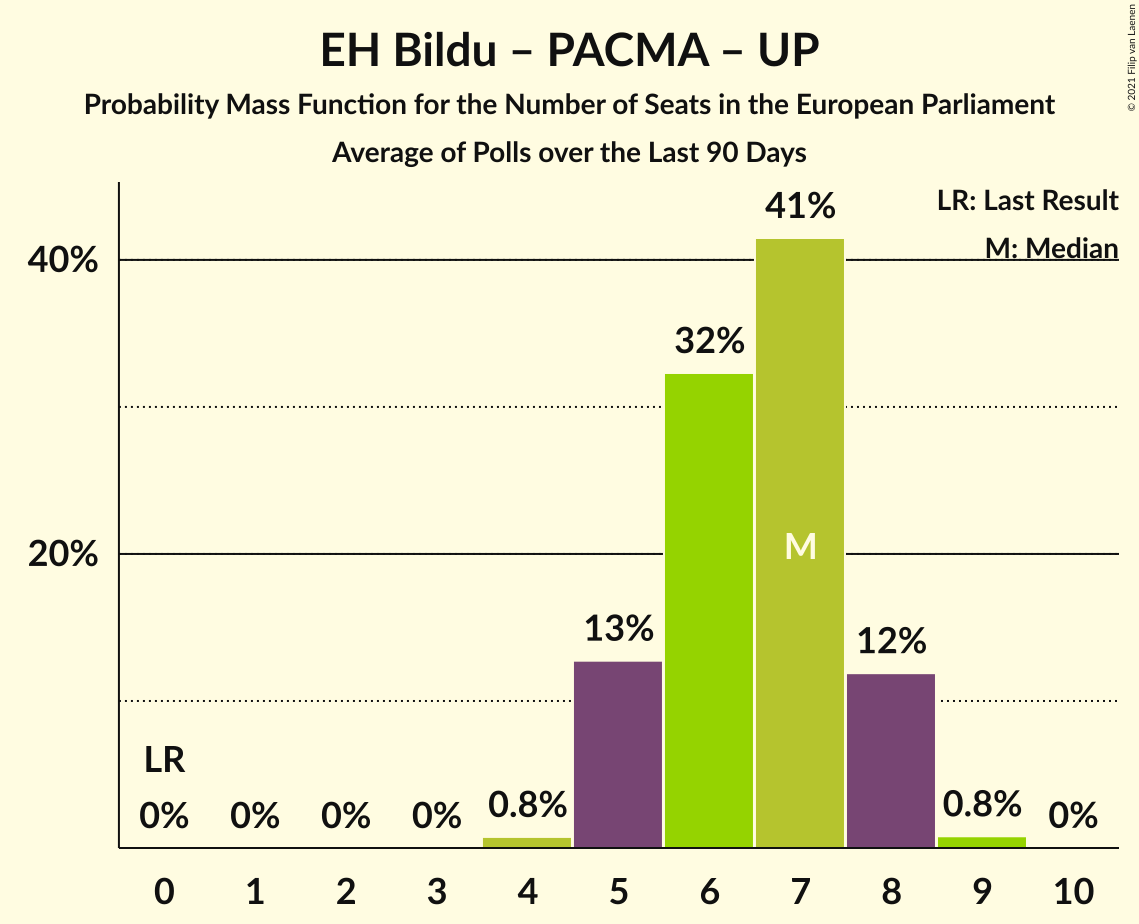 EH Bildu – PACMA – UP
Probability Mass Function for the Number of Seats in the European Parliament
Average of Polls over the Last 90 Days
© 2021 Filip van Laenen
LR: Last Result
M: Median
40%
20%
41%
32%
M
13%
12%
LR
0%
0%
0%
0%
0.8%
0.8%
0%
0 1 2 3 4 5 6 7 8 9 10